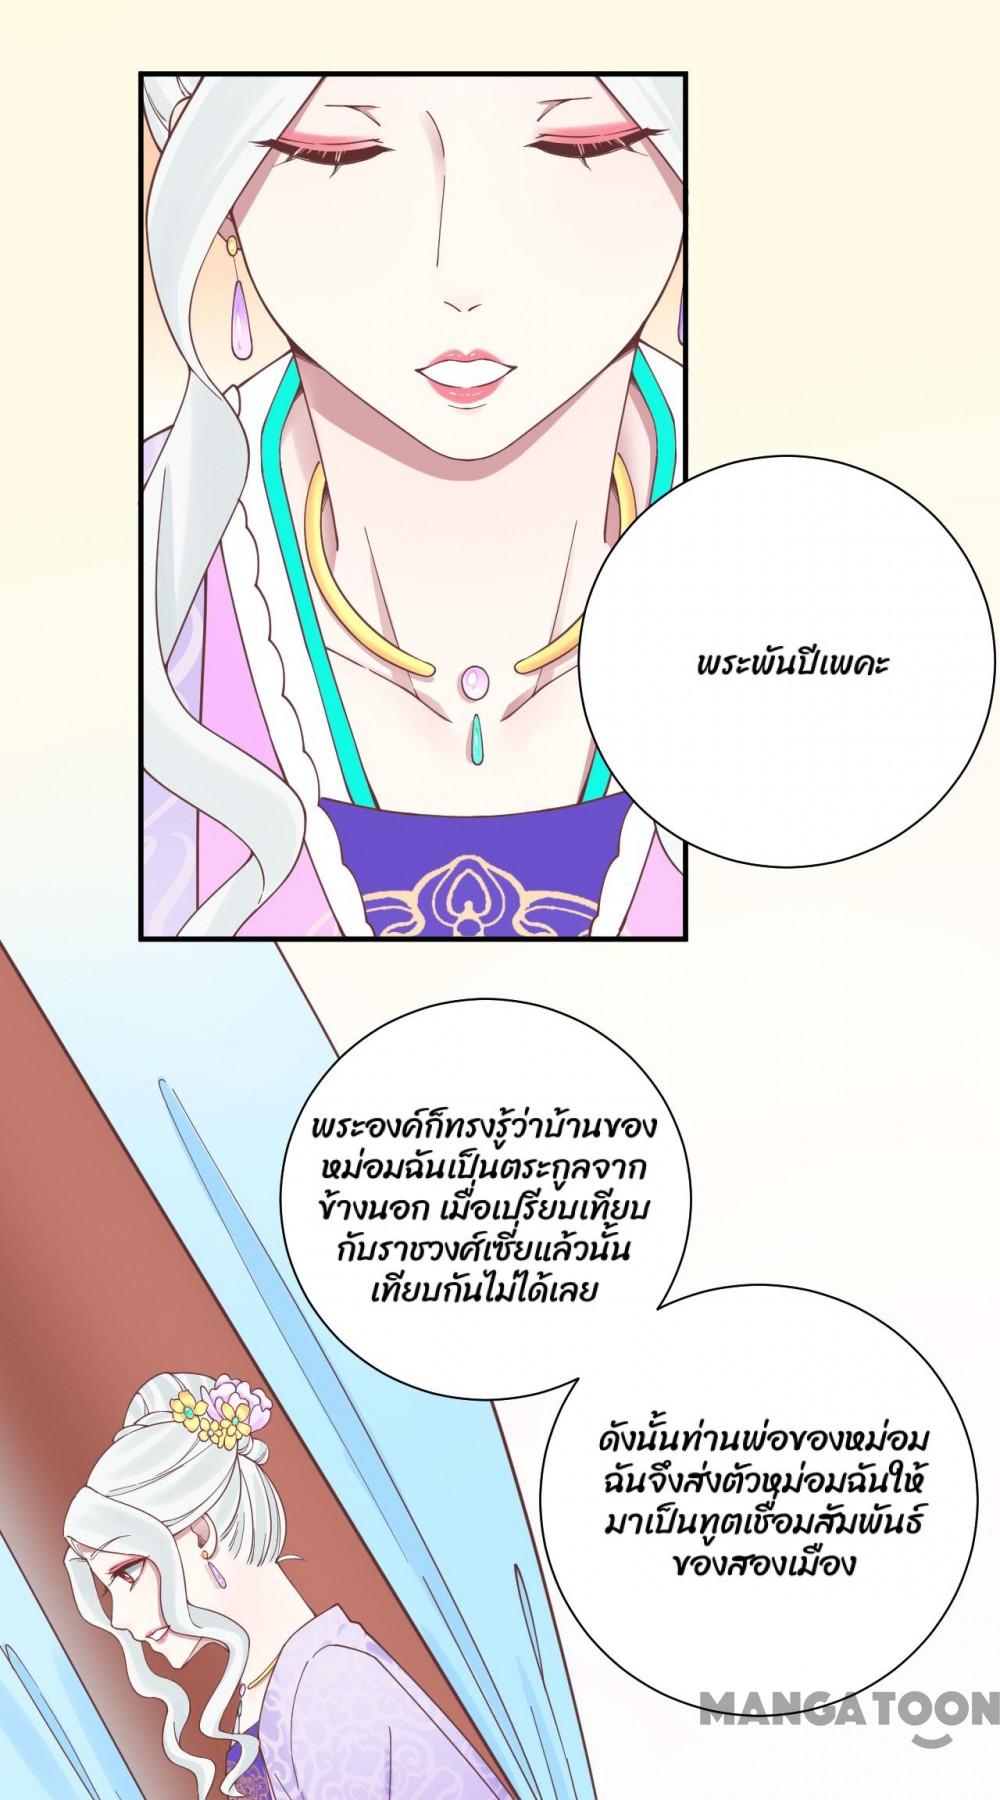 พระพันปีเพคะ
พระองค์ก็ทรงรู้ว่าบ้านของ
หม่อมฉันเป็นตระกูลจาก
ข้างนอก เมื่อเปรียบเทียบ
กับราชวงศ์เซี่ยแล้วนั้น
เทียบกันไม่ได้เลย
ดังนั้นท่านพ่อของหม่อม
ฉันจึงส่งตัวหม่อมฉันให้
มาเป็นทูตเชื่อมสัมพันธ์
ของสองเมือง
MANGATOON